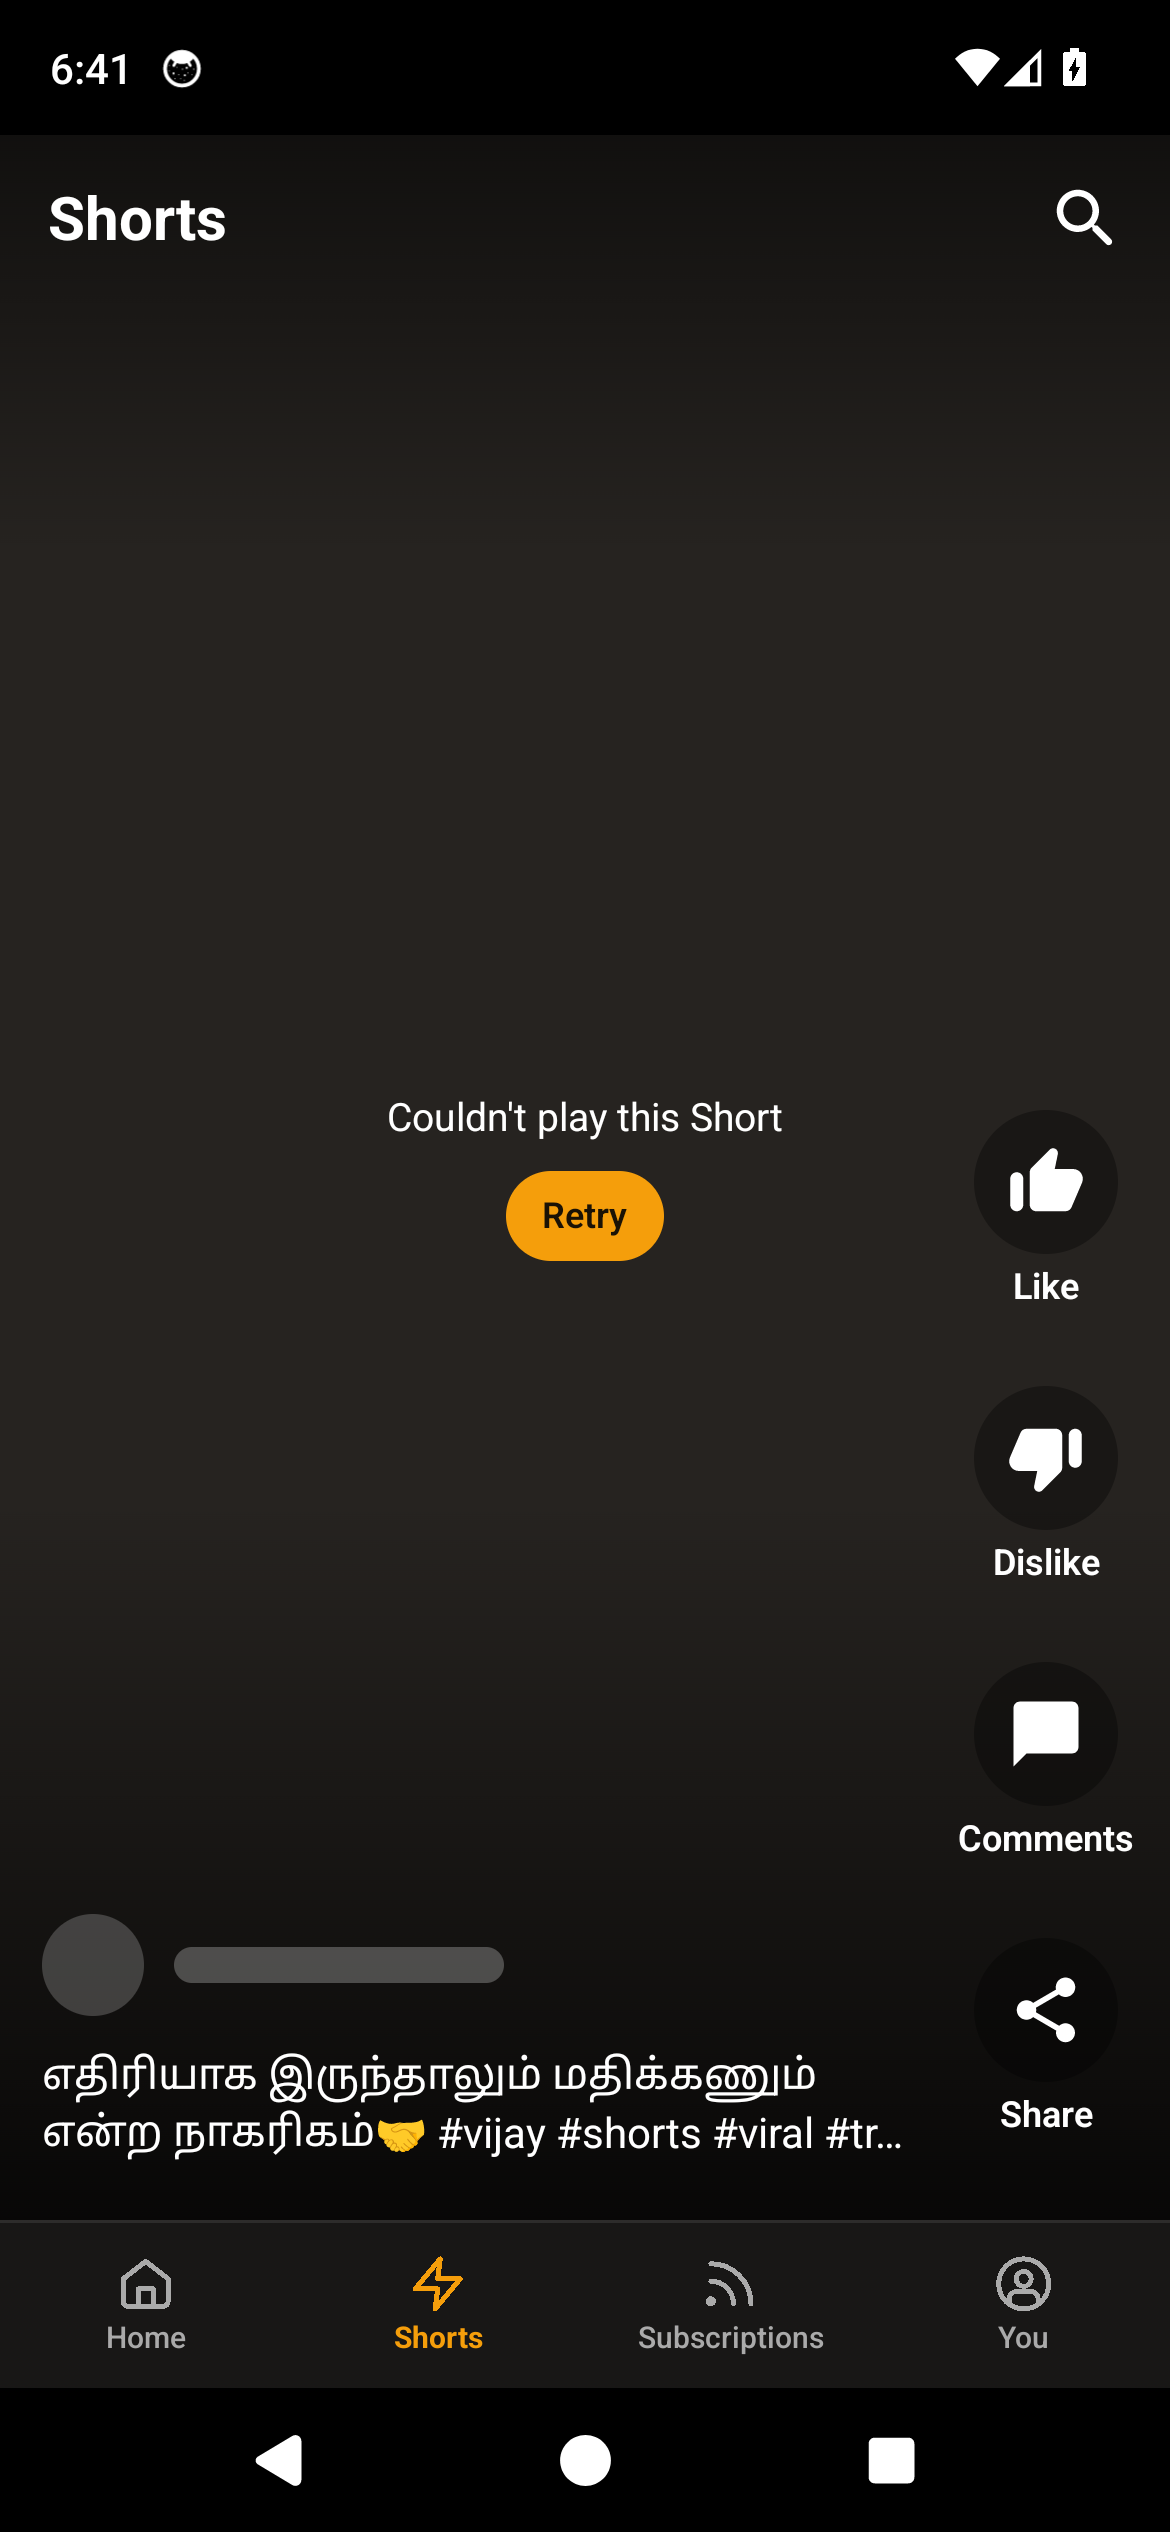 6:41
Shorts
Couldn't play this Short
Retry
Like
Dislike
Comments
எதிரியாக இருந்தாலும் மதிக்கணும்
என்ற நாகரிகம்🤝 #vijay #shorts #viral #tr...
Share
Home
Shorts
Subscriptions
You